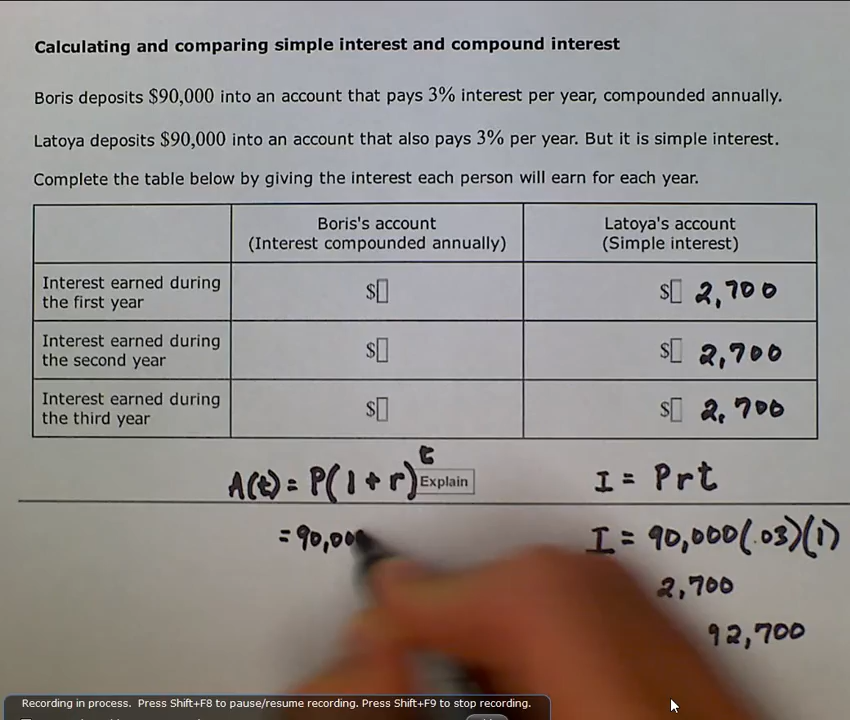 Calculating and comparing simple interest and compound interest
Boris deposits $90,000 into an account that pays 3% interest per year, compounded annually.
Latoya deposits $90,000 into an account that also pays 3% per year. But it is simple interest.
Complete the table below by giving the interest each person will earn for each year.
Boris's account
(Interest compounded annually)
Latoya's account
(Simple interest)
Interest earned during
the first year
$
$ 2,700
Interest earned during
the second year
$
$ 2,700
Interest earned during
the third year
$
$ 2,700
A(t) = P(1+r)^t
Explain
I = Prt
= 90,000
I = 90,000(.03)(1)
2,700
92,700
Recording in process. Press Shift+F8 to pause/resume recording. Press Shift+F9 to stop recording.